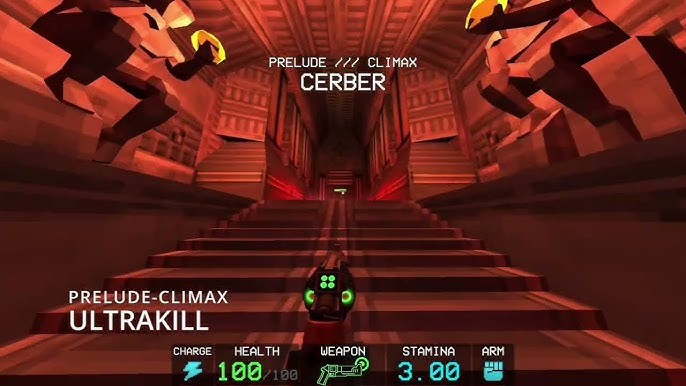 PRELUDE /// CLIMAX
CERBER
PRELUDE-CLIMAX
ULTRAKILL
CHARGE HEALTH WEAPON STAMINA ARM
100/100 3.00